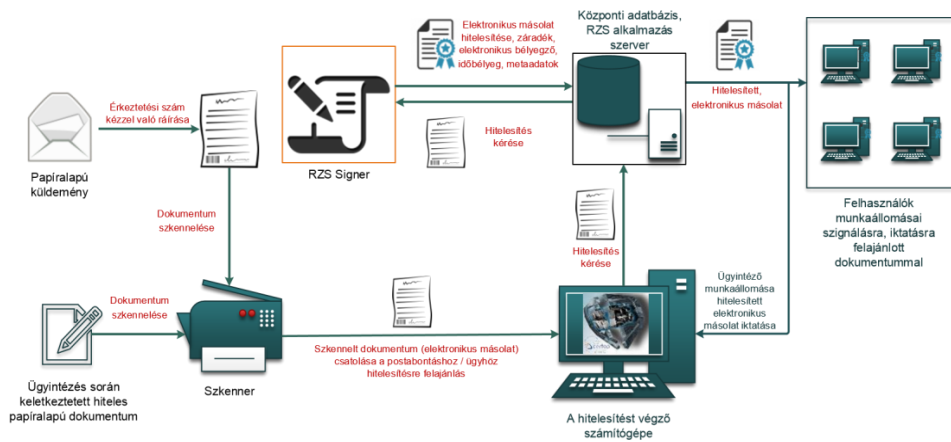 Elektronikus másolat
hitelesítése, záradék,
elektronikus bélyegző,
időbélyeg, metaadatok
Központi adatbázis,
RZS alkalmazás
szerver
Érkeztetési szám
kézzel való ráírása
Papíralapú
küldemény
RZS Signer
Hitelesítés
kérése
Hitelesített,
elektronikus másolat
Felhasználók
munkaállomásai
szignálásra, iktatásra
felajánlott
dokumentummal
Dokumentum
szkennelése
Hitelesítés
kérése
Ügyintéző
munkaállomása
hitelesített
elektronikus
másolat iktatása
Dokumentum
szkennelése
Szkennelt dokumentum (elektronikus másolat)
csatolása a postabontáshoz / ügyhöz
hitelesítésre felajánlás
Ügyintézés során
keletkeztetett hiteles
papíralapú dokumentum
Szkenner
A hitelesítést végző
számítógépe